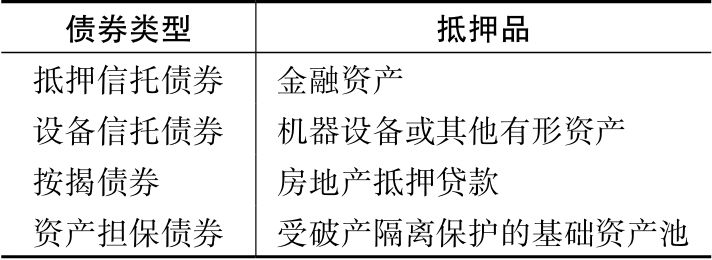 债券类型 抵押品
抵押信托债券 金融资产
设备信托债券 机器设备或其他有形资产
按揭债券 房地产抵押贷款
资产担保债券 受破产隔离保护的基础资产池